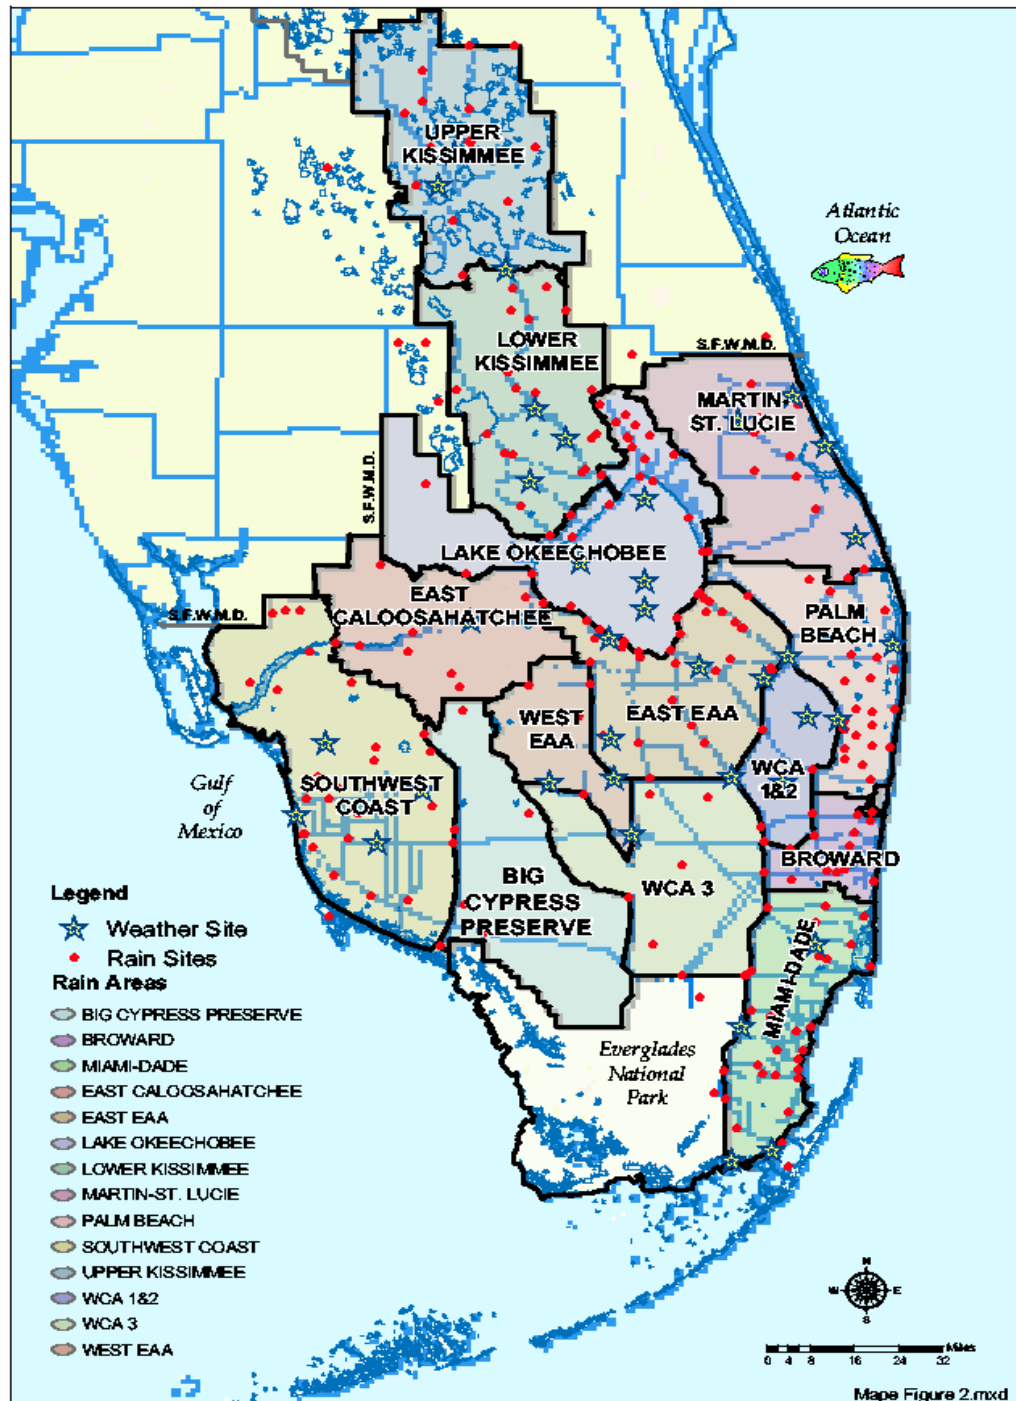 UPPER
KISSIMMEE
Atlantic
Ocean
LOWER
KISSIMMEE
S.F.W.M.D.
MARTIN-
ST. LUCIE
S.F.W.M.D.
LAKE OKEECHOBEE
EAST
CALOOSAHATCHEE
S.F.W.M.D.
PALM
BEACH
WEST
EAA
EAST EAA
WCA
1&2
Gulf
of
Mexico
SOUTHWEST
COAST
BROWARD
BIG
CYPRESS
PRESERVE
WCA 3
MIAMI-DADE
Everglades
National
Park
Legend
Weather Site
Rain Sites
Rain Areas
BIG CYPRESS PRESERVE
BROWARD
MIAMI-DADE
EAST CALOOSAHATCHEE
EAST EAA
LAKE OKEECHOBEE
LOWER KISSIMMEE
MARTIN-ST. LUCIE
PALM BEACH
SOUTHWEST COAST
UPPER KISSIMMEE
WCA 1&2
WCA 3
WEST EAA
N
W E
S
Miles
0 4 8 16 24 32
Mape Figure 2.mxd